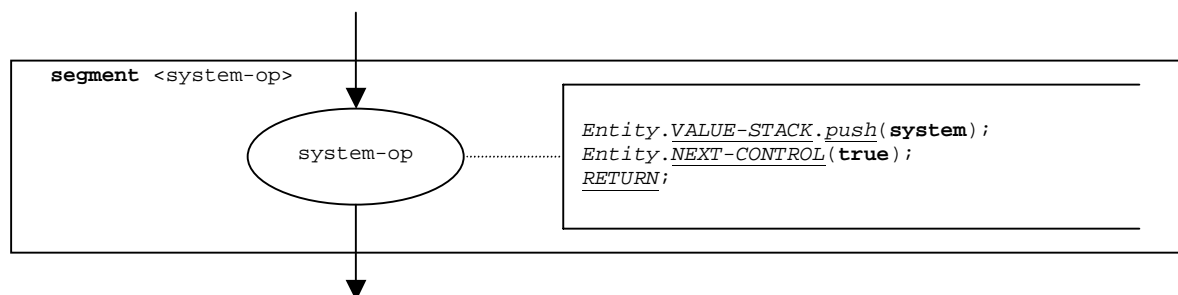 segment <system-op>
system-op
Entity.VALUE-STACK.push(system);
Entity.NEXT-CONTROL(true);
RETURN;